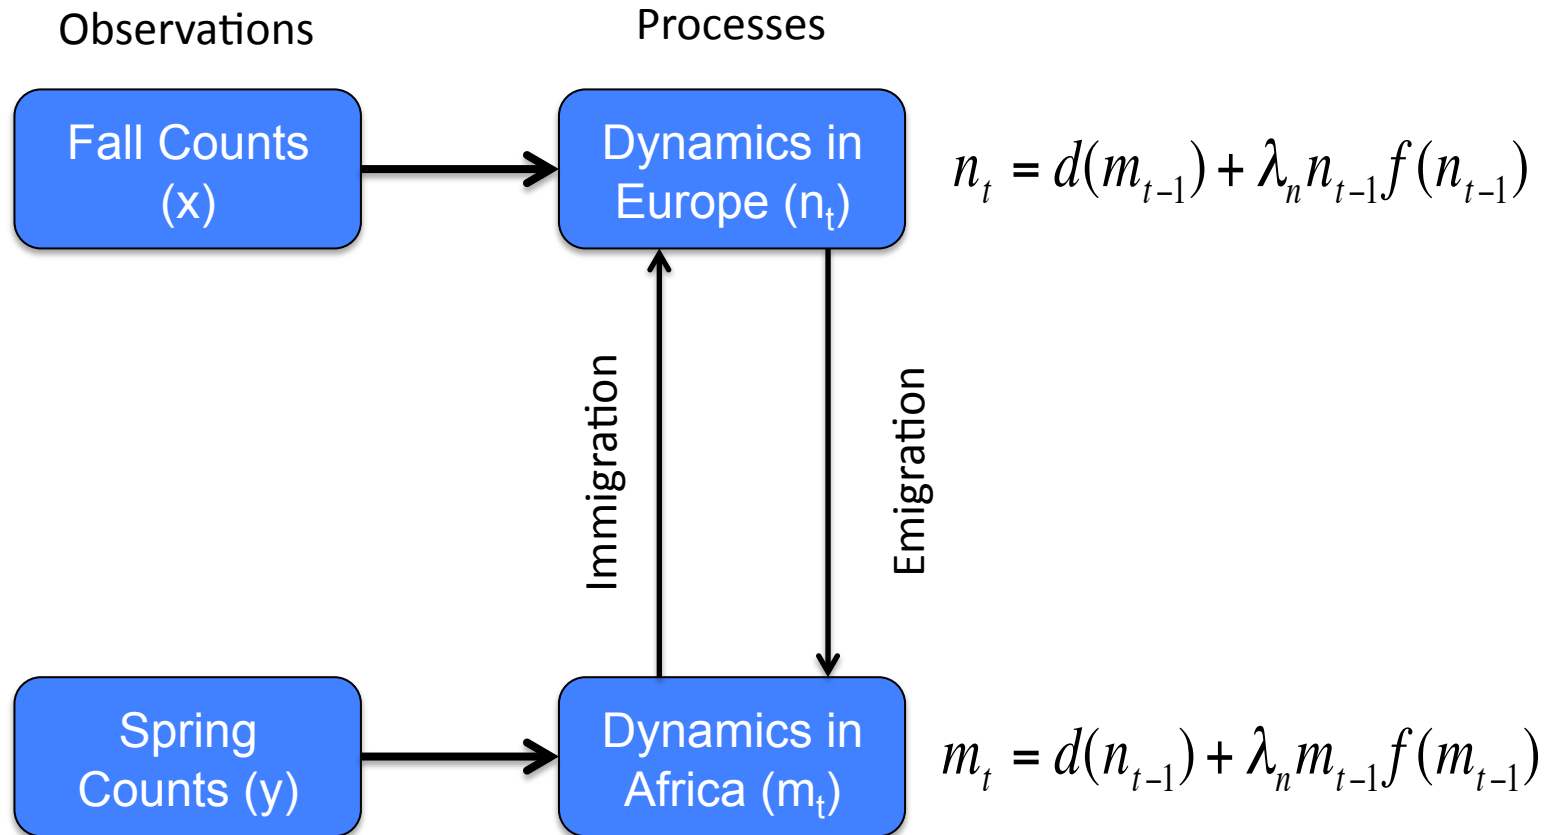 Observations
Processes
Fall Counts
(x)
Dynamics in
Europe (nₜ)
nₜ = d(mₜ₋₁) + λₙnₜ₋₁f(nₜ₋₁)
Immigration
Emigration
Spring
Counts (y)
Dynamics in
Africa (mₜ)
mₜ = d(nₜ₋₁) + λₙmₜ₋₁f(mₜ₋₁)